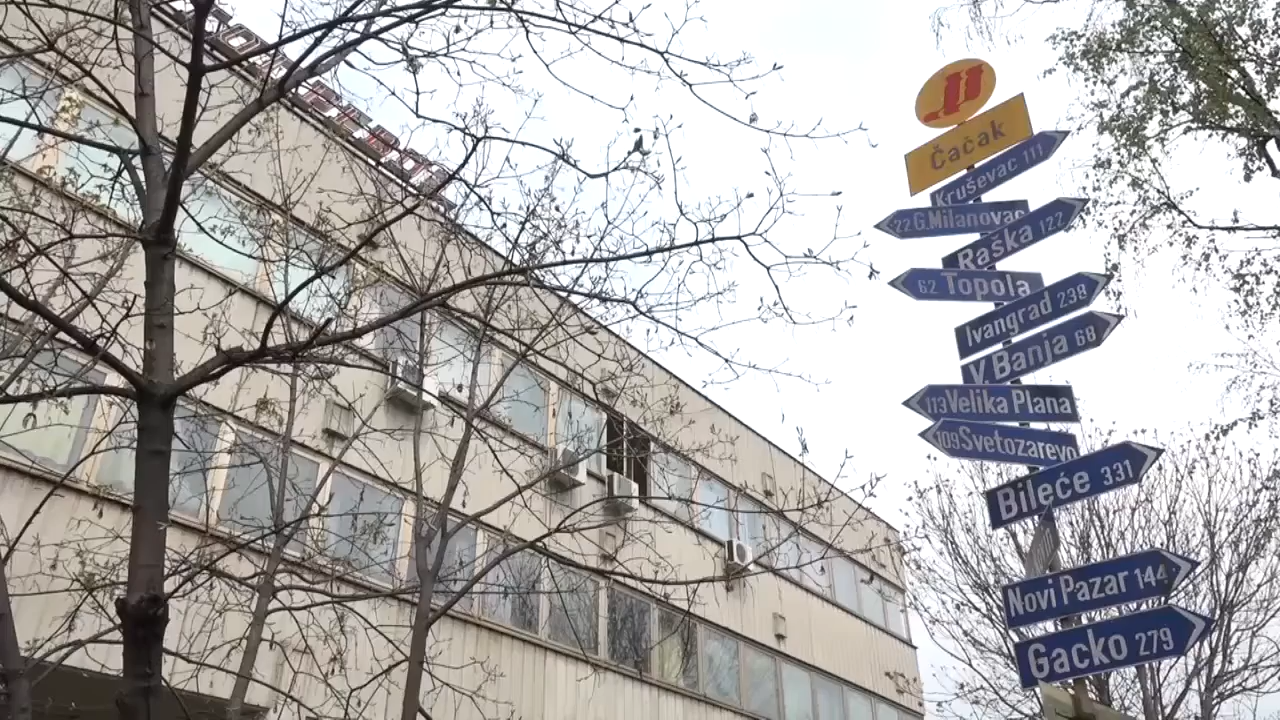 Čačak
Kruševac 111
22 G. Milanovac
Raška 122
62 Topola
Ivangrad 238
V. Banja 68
113 Velika Plana
109 Svetozarevo
Bileće 331
Novi Pazar 144
Gacko 279